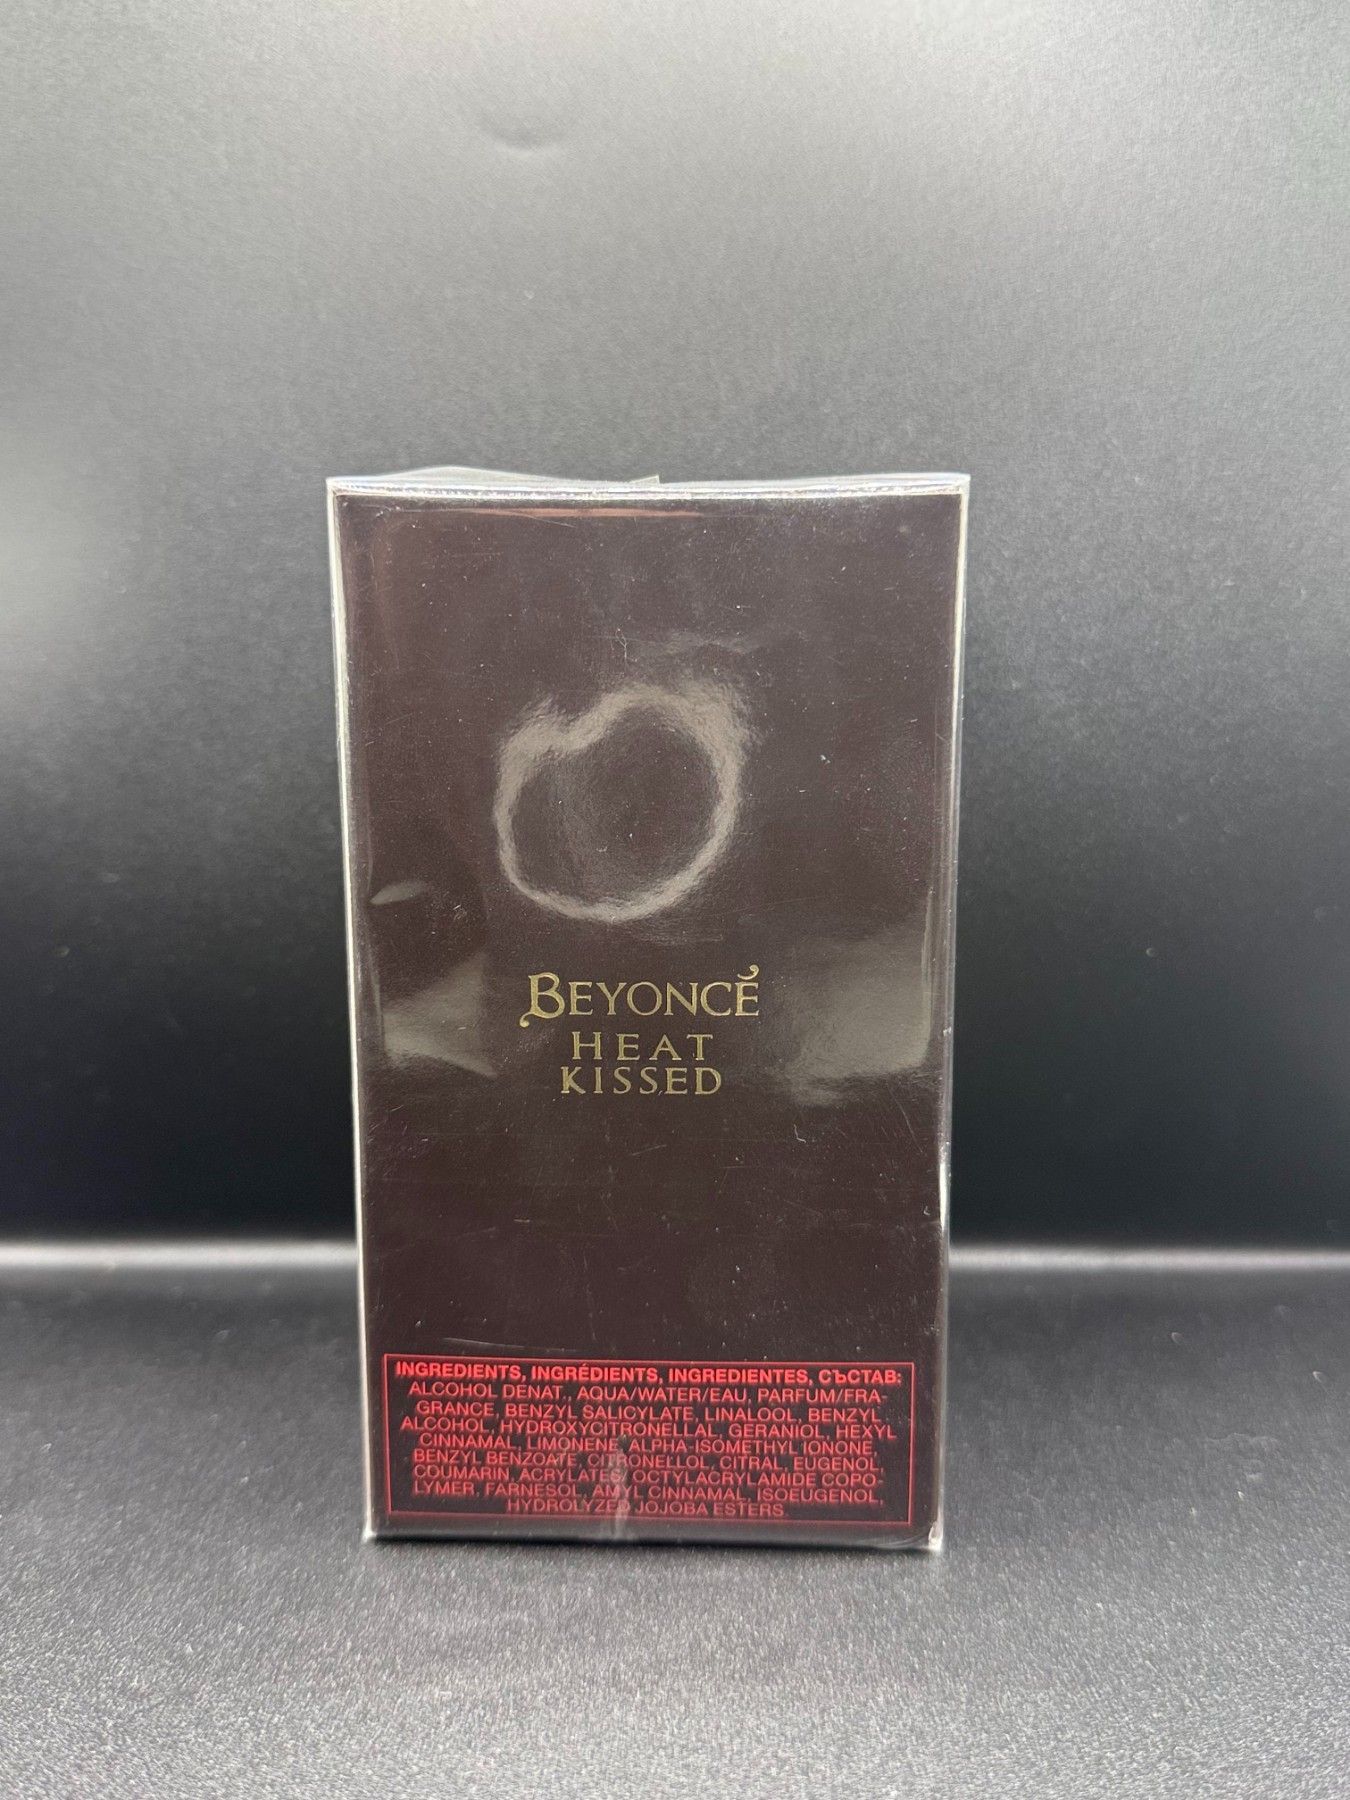 BEYONCÉ
HEAT
KISSED
INGREDIENTS, INGRÉDIENTS, INGREDIENTES, СЪСТАВ:
ALCOHOL DENAT., AQUA/WATER/EAU, PARFUM/FRA-
GRANCE, BENZYL SALICYLATE, LINALOOL, BENZYL
ALCOHOL, HYDROXYCITRONELLAL, GERANIOL, HEXYL
CINNAMAL, LIMONENE, ALPHA-ISOMETHYL IONONE,
BENZYL BENZOATE, CITRONELLOL, CITRAL, EUGENOL,
COUMARIN, ACRYLATES/OCTYLACRYLAMIDE COPO-
LYMER, FARNESOL, AMYL CINNAMAL, ISOEUGENOL,
HYDROLYZED JOJOBA ESTERS.